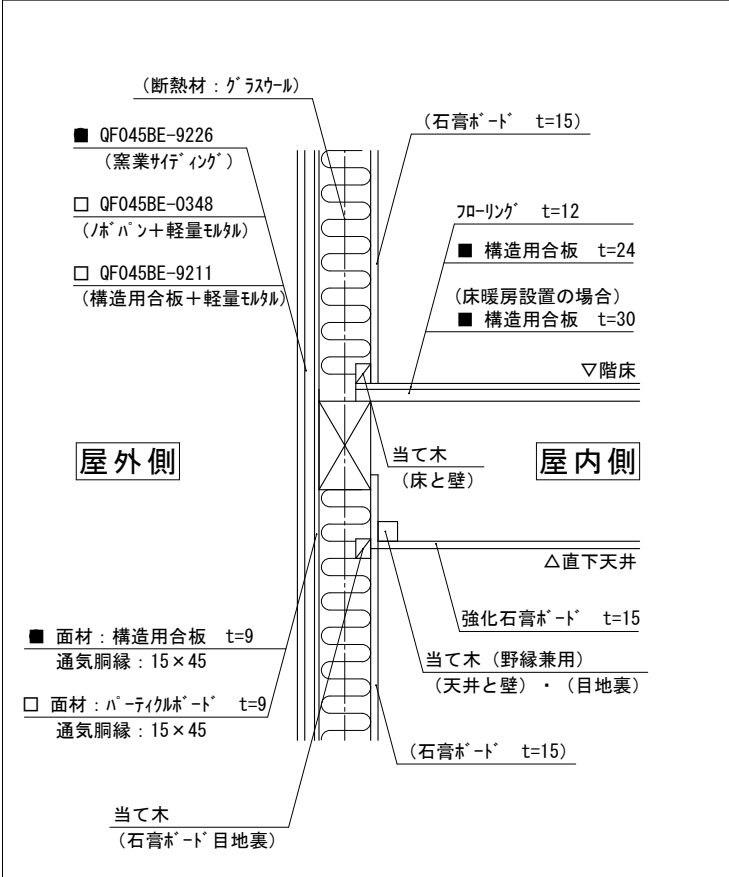 （断熱材：ｸﾞﾗｽｳｰﾙ）
■ QF045BE-9226
（窯業ｻｲﾃﾞｨﾝｸﾞ）
□ QF045BE-0348
（ﾉﾎﾞﾊﾟﾝ＋軽量ﾓﾙﾀﾙ）
□ QF045BE-9211
（構造用合板＋軽量ﾓﾙﾀﾙ）
（石膏ﾎﾞｰﾄﾞ t=15）
ﾌﾛｰﾘﾝｸﾞ t=12
■ 構造用合板 t=24
（床暖房設置の場合）
■ 構造用合板 t=30
▽階床
屋外側
当て木
（床と壁）
屋内側
△直下天井
強化石膏ﾎﾞｰﾄﾞ t=15
■ 面材：構造用合板 t=9
通気胴縁：15×45
□ 面材：ﾊﾟｰﾃｨｸﾙﾎﾞｰﾄﾞ t=9
通気胴縁：15×45
当て木（野縁兼用）
（天井と壁）・（目地裏）
（石膏ﾎﾞｰﾄﾞ t=15）
当て木
（石膏ﾎﾞｰﾄﾞ目地裏）